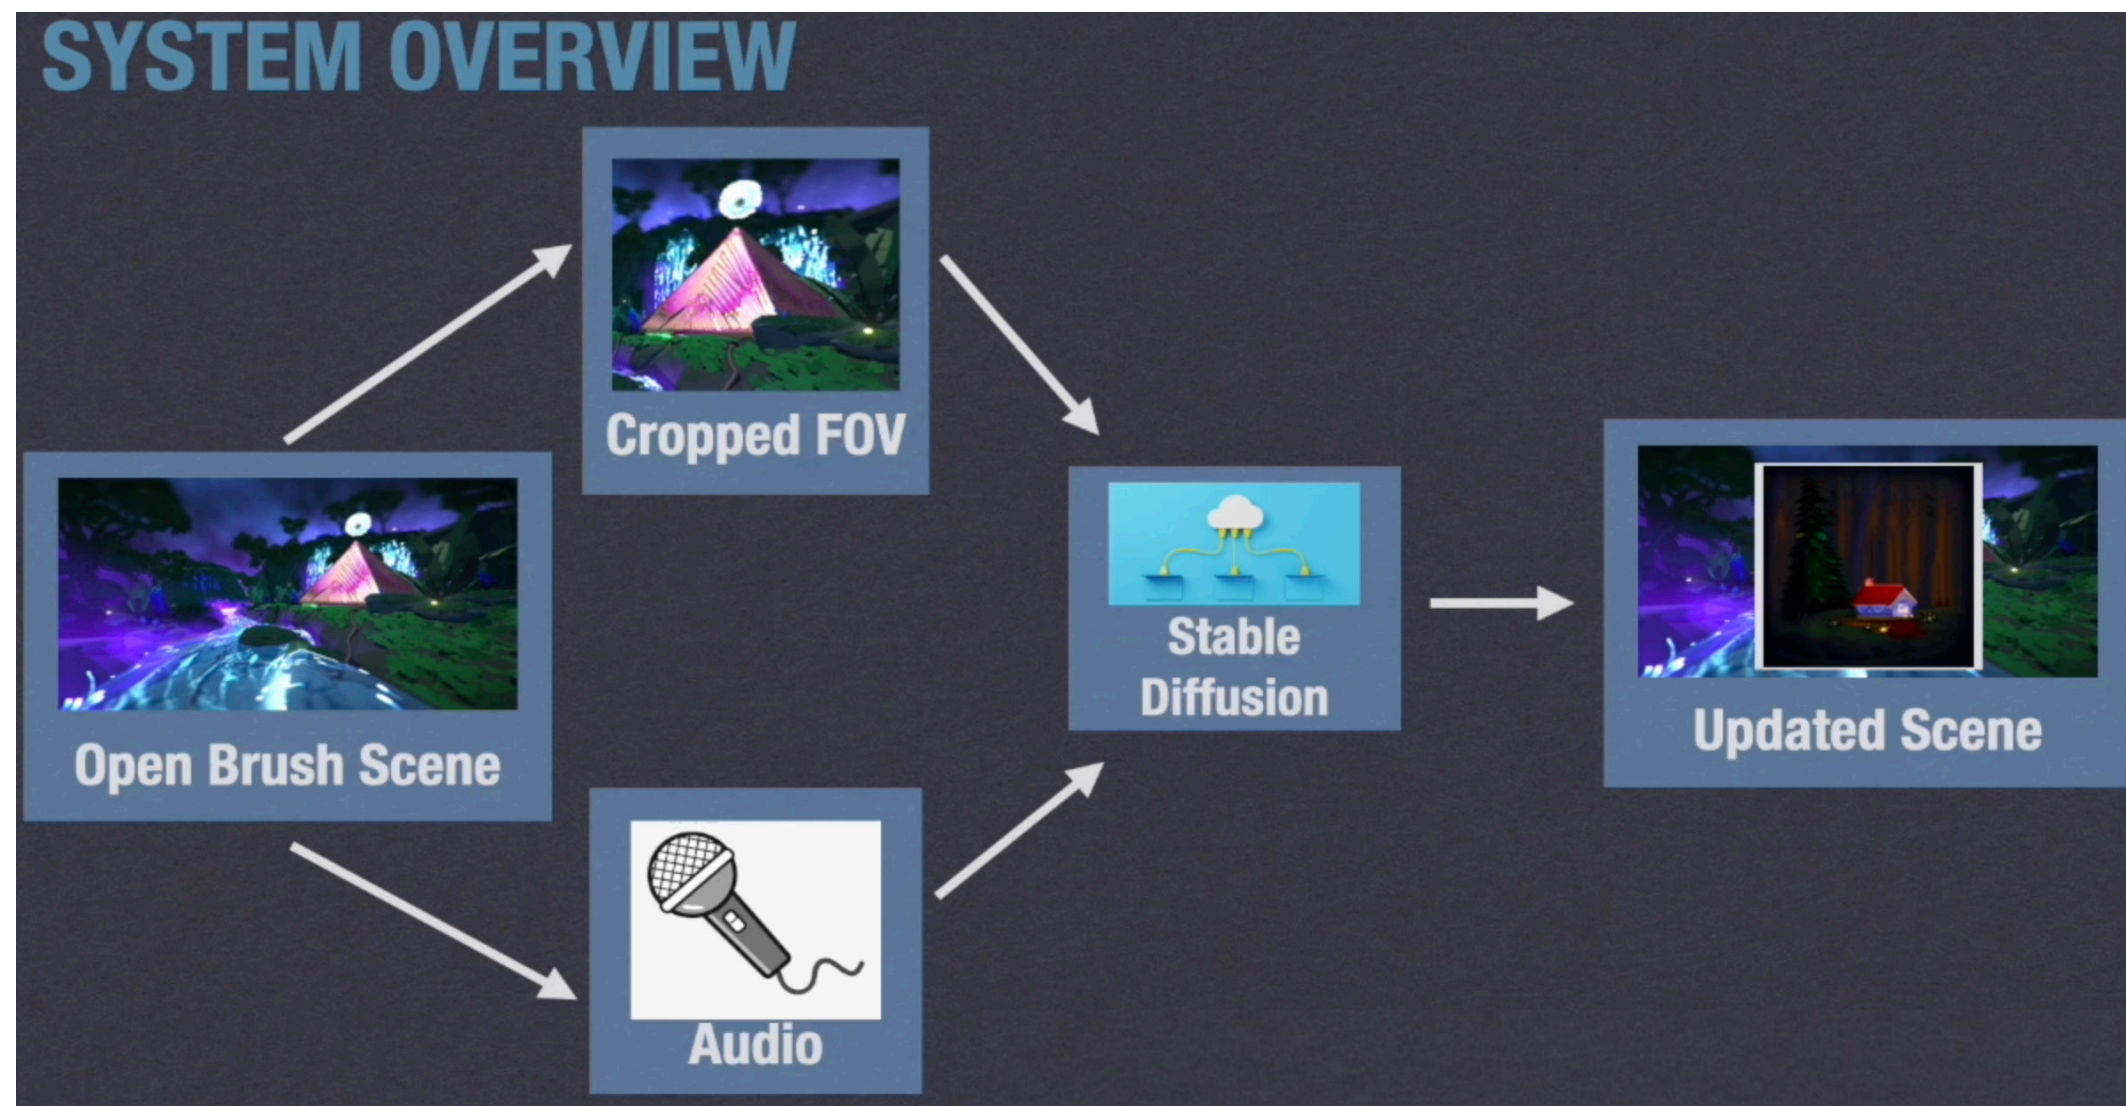 SYSTEM OVERVIEW
Cropped FOV
Open Brush Scene
Stable
Diffusion
Updated Scene
Audio